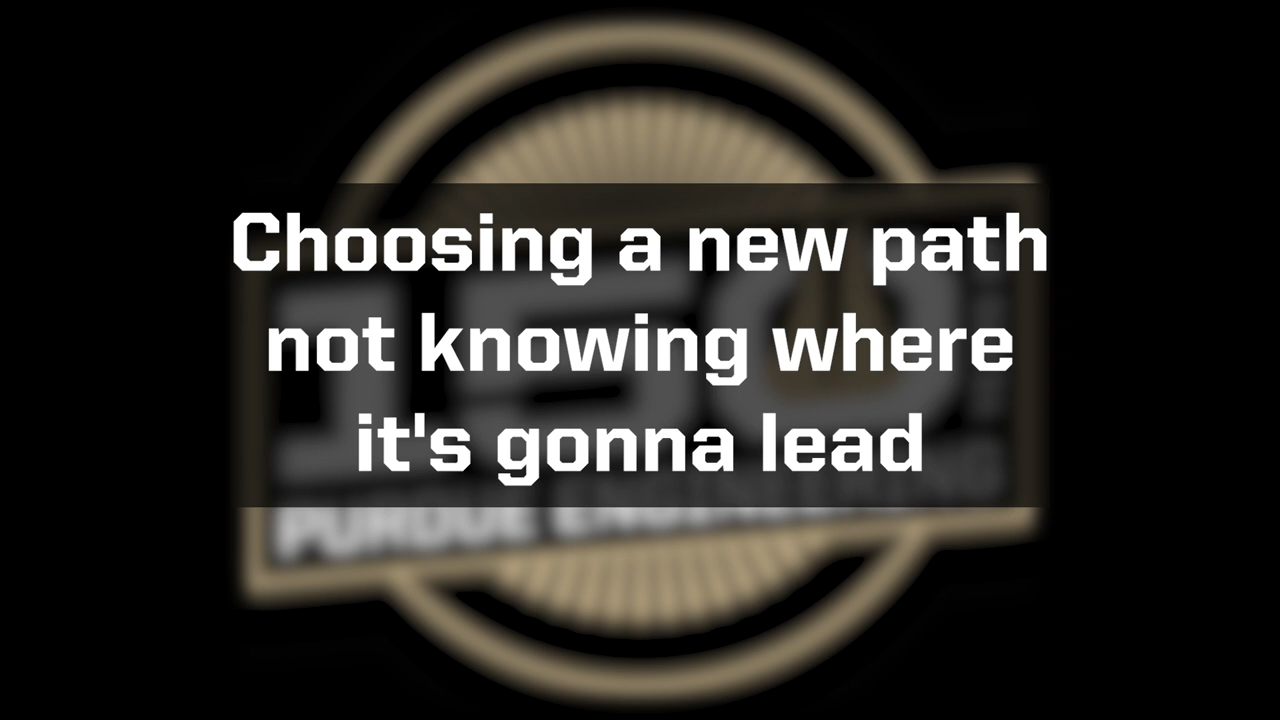 Choosing a new path
not knowing where
it's gonna lead
150
PURDUE ENGINEERING